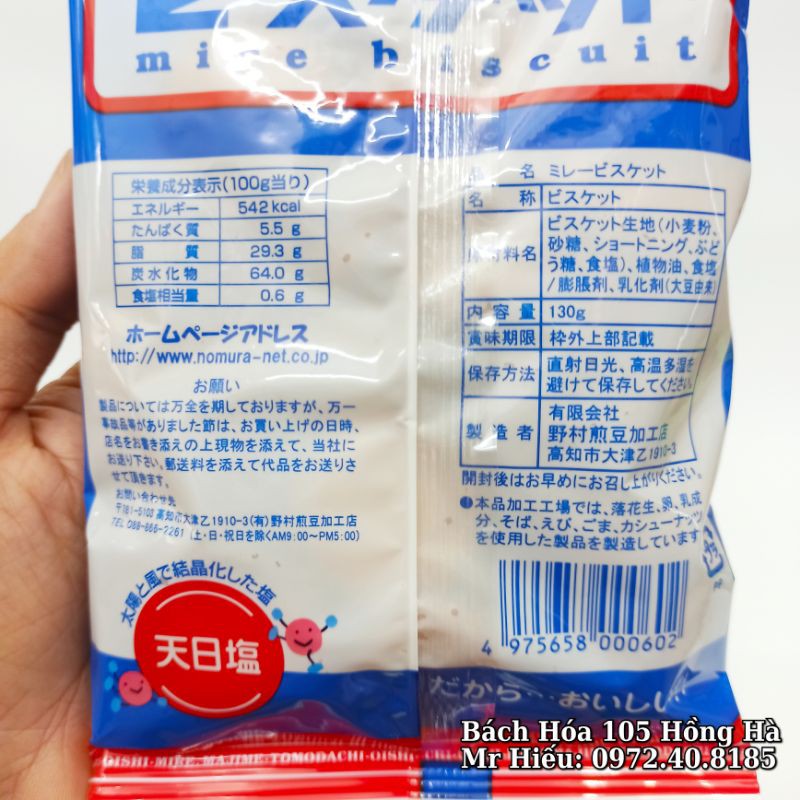 mire biscuit
栄養成分表示(100g当り)
エネルギー 542kcal
たんぱく質 5.5 g
脂 質 29.3 g
炭水化物 64.0 g
食塩相当量 0.6 g
ホームページアドレス
http://www.nomura-net.co.jp
お願い
製品については万全を期しておりますが、万一
事故品等がありました節は、お買い上げの日時、
店名をお書き添えの上現物を添えて、当社に
お送り下さい。郵送料を添えて代品をお送りさ
せて頂きます。
お問い合わせ先
〒781-5103 高知市大津乙1910-3(有)野村煎豆加工店
TEL 088-866-2261 (土・日・祝日を除くAM9:00〜PM5:00)
太陽と風で結晶化した塩
天日塩
品 名 ミレービスケット
名 称 ビスケット
原材料名 ビスケット生地(小麦粉、
砂糖、ショートニング、ぶど
う糖、食塩)、植物油、食塩
/膨脹剤、乳化剤(大豆由来)
内容量 130g
賞味期限 枠外上部記載
保存方法 直射日光、高温多湿を
避けて保存してください。
製造者 有限会社
野村煎豆加工店
高知市大津乙1910-3
開封後はお早めにお召し上がりください。
本品加工工場では、落花生、卵、乳成
分、そば、えび、ごま、カシューナッツ
を使用した製品を製造しています
4 975658 000602
だから…おいしい
OISHI・MIRE・MAJIME・TOMODACHI・OISHI・
Bách Hóa 105 Hồng Hà
Mr Hiếu: 0972.40.8185